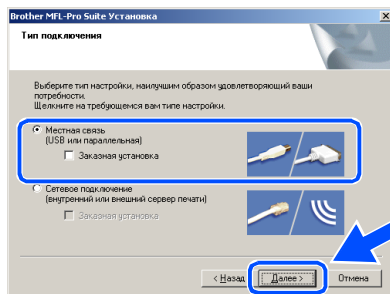 Brother MFL-Pro Suite Установка
Тип подключения
Выберите тип настройки, наилучшим образом удовлетворяющий ваши
потребности.
Щелкните на требующемся вам типе настройки.
Местная связь
(USB или параллельная)
Заказная установка
Сетевое подключение
(внутренний или внешний сервер печати)
Заказная установка
< Назад
Далее >
Отмена